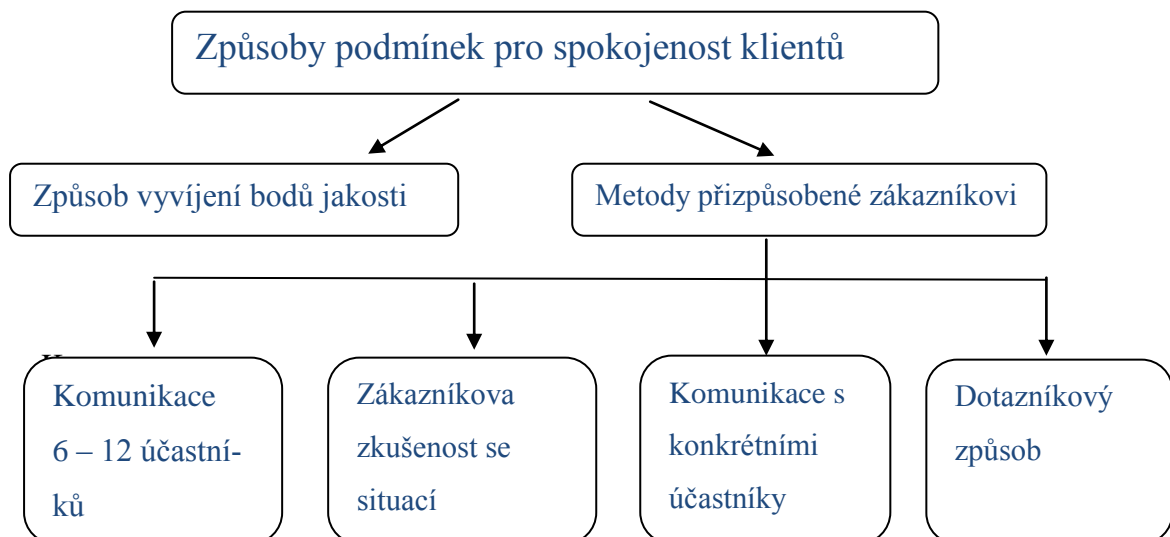 Způsoby podmínek pro spokojenost klientů
Způsob vyvíjení bodů jakosti
Metody přizpůsobené zákazníkovi
Komunikace
6 – 12 účastní-
ků
Zákazníkova
zkušenost se
situací
Komunikace s
konkrétními
účastníky
Dotazníkový
způsob